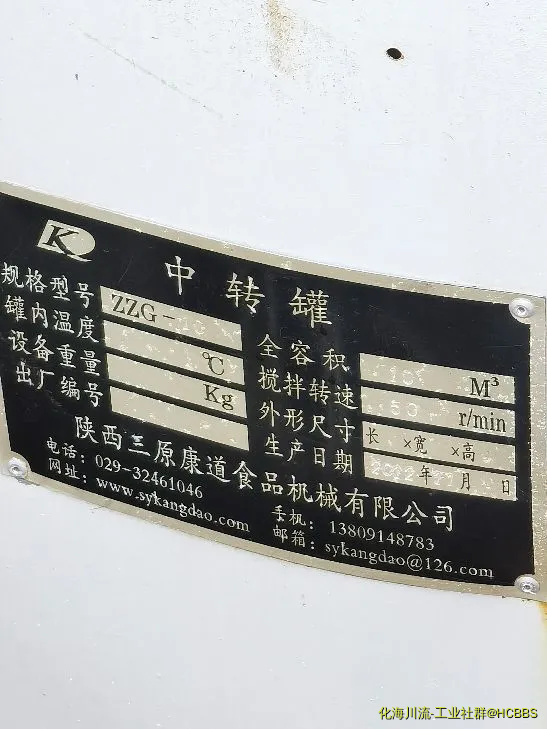 K
中转罐
规格型号 ZZG-10
罐内温度 ℃
设备重量 Kg
出厂编号
全容积 10 M³
搅拌转速 r/min
外形尺寸 长 ×宽 ×高
生产日期 年 月 日
陕西三原康道食品机械有限公司
电话：029-32461046
手机：13809148783
网址：www.sykangdao.com
邮箱：sykangdao@126.com
化海川流-工业社群@HCBBS